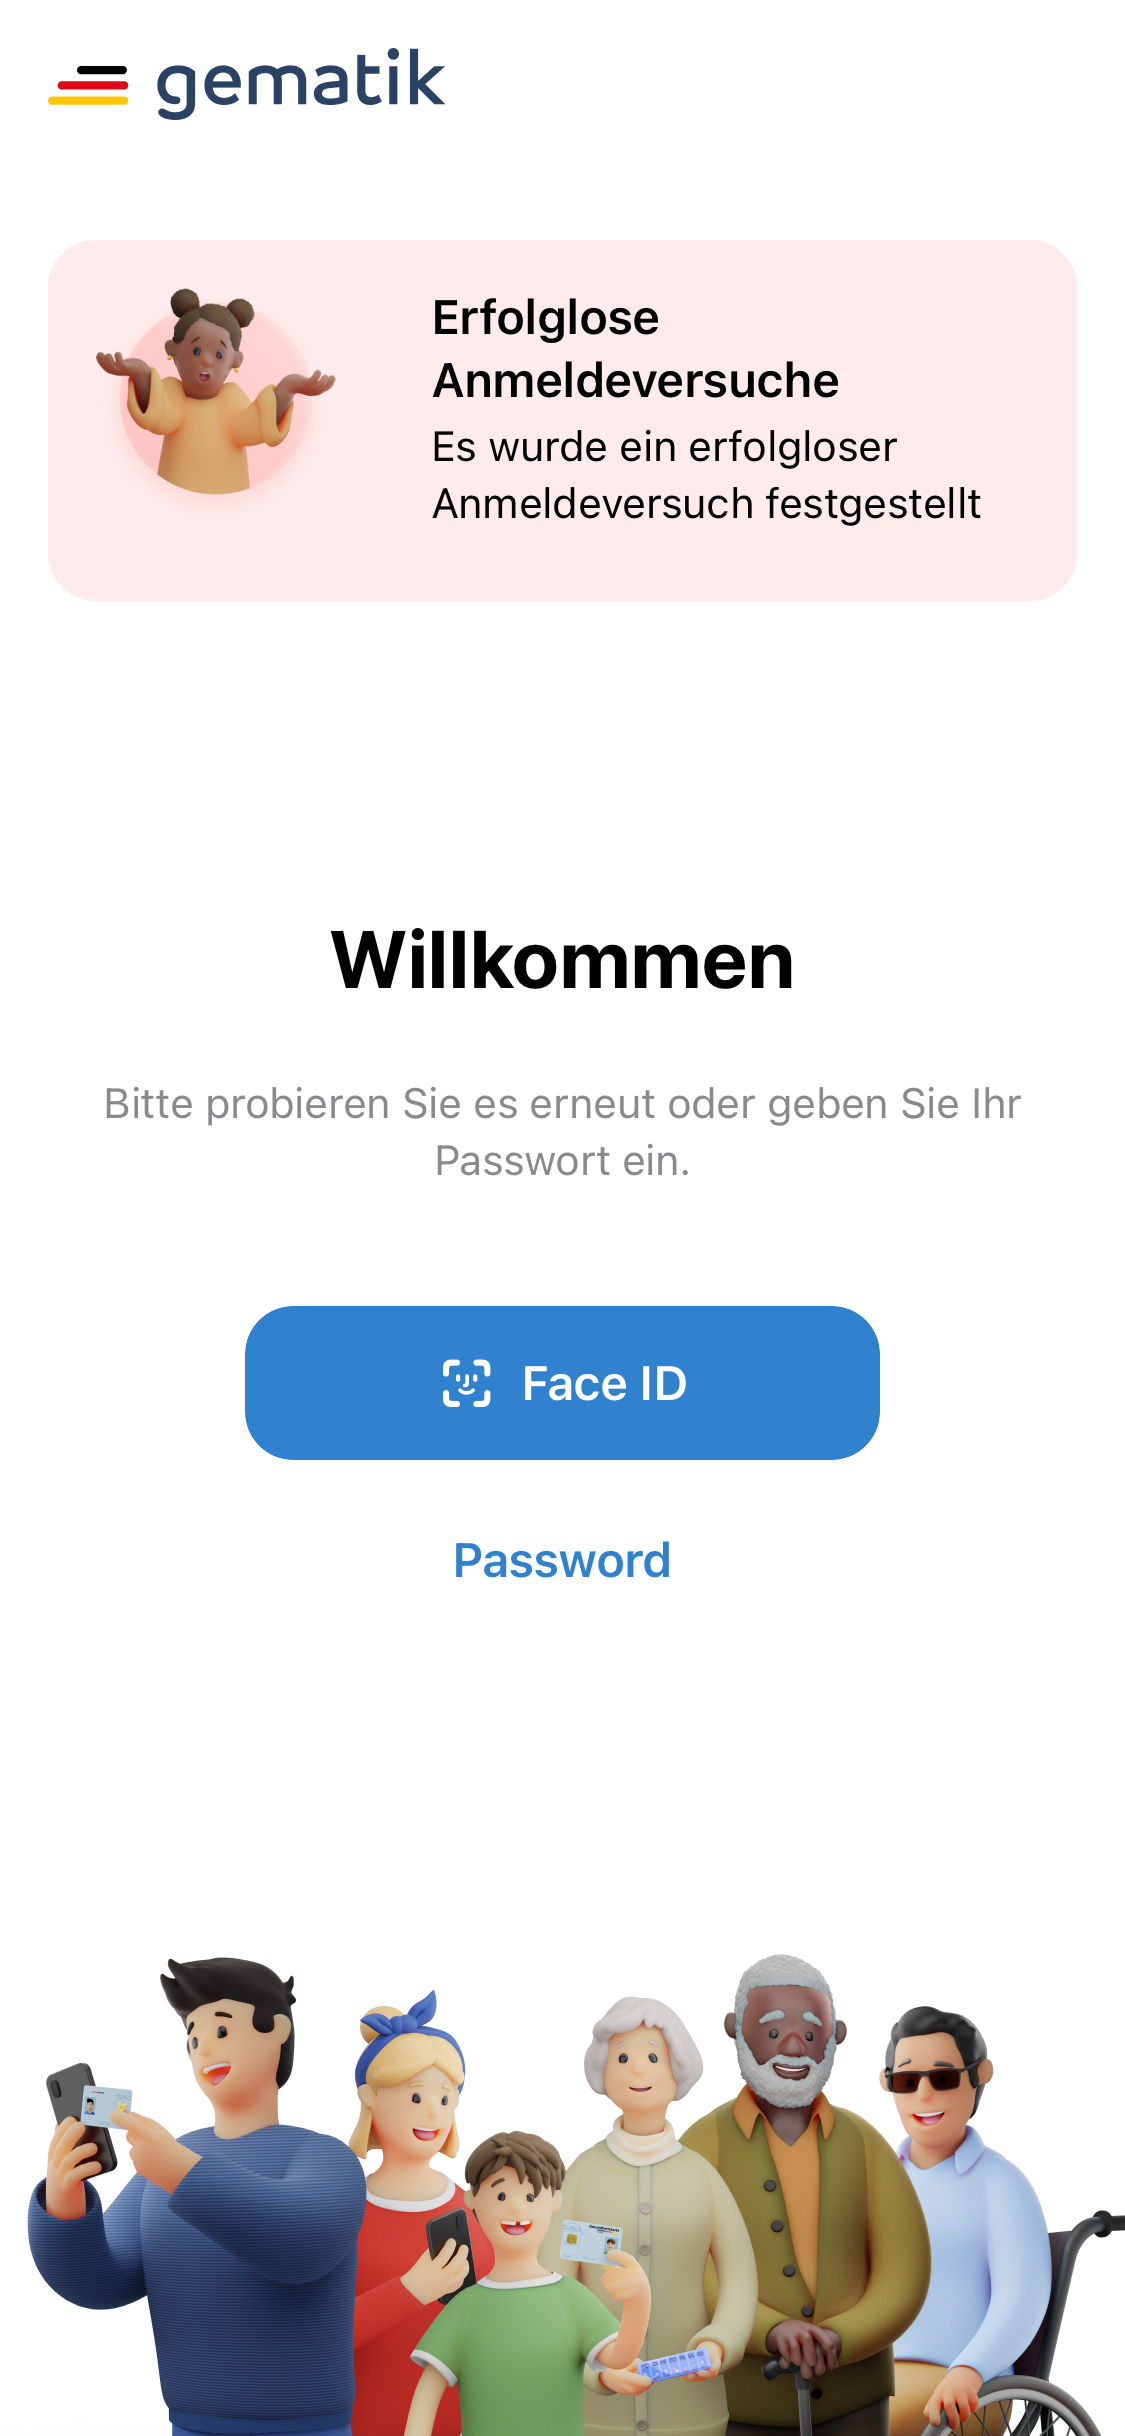 gematik
Erfolglose
Anmeldeversuche
Es wurde ein erfolgloser
Anmeldeversuch festgestellt
Willkommen
Bitte probieren Sie es erneut oder geben Sie Ihr
Passwort ein.
Face ID
Password